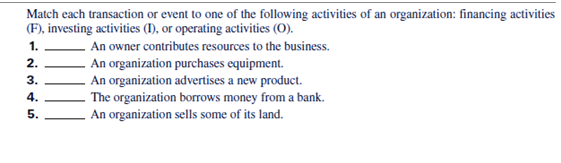 Match each transaction or event to one of the following activities of an organization: financing activities
(F), investing activities (I), or operating activities (O).
1. ______ An owner contributes resources to the business.
2. ______ An organization purchases equipment.
3. ______ An organization advertises a new product.
4. ______ The organization borrows money from a bank.
5. ______ An organization sells some of its land.